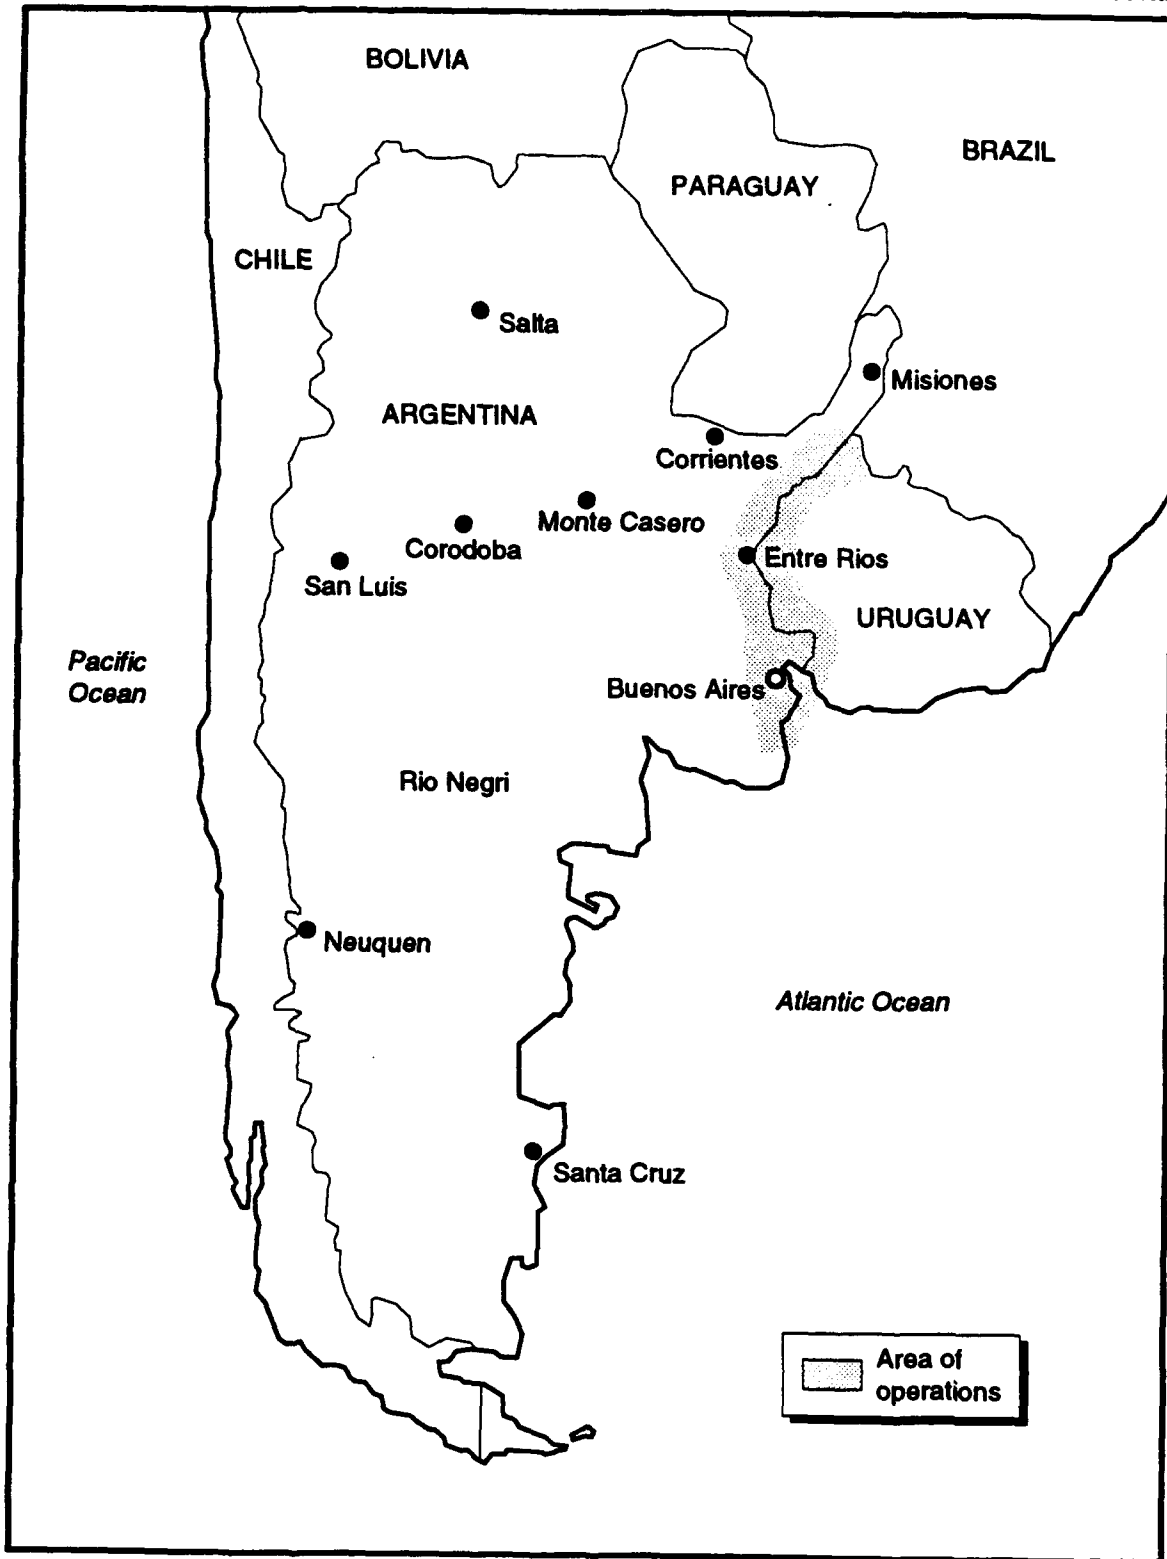 BOLIVIA
BRAZIL
PARAGUAY
CHILE
Salta
Misiones
ARGENTINA
Corrientes
Monte Casero
Corodoba
Entre Rios
San Luis
URUGUAY
Pacific
Ocean
Buenos Aires
Rio Negri
Neuquen
Atlantic Ocean
Santa Cruz
Area of
operations